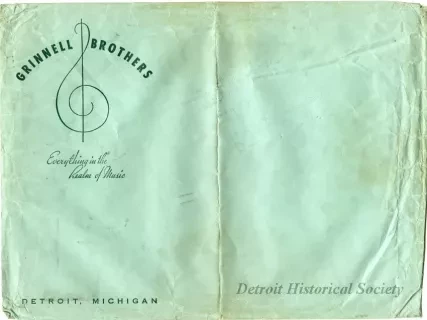 GRINNELL BROTHERS
Everything in the
Realm of Music
DETROIT, MICHIGAN
Detroit Historical Society